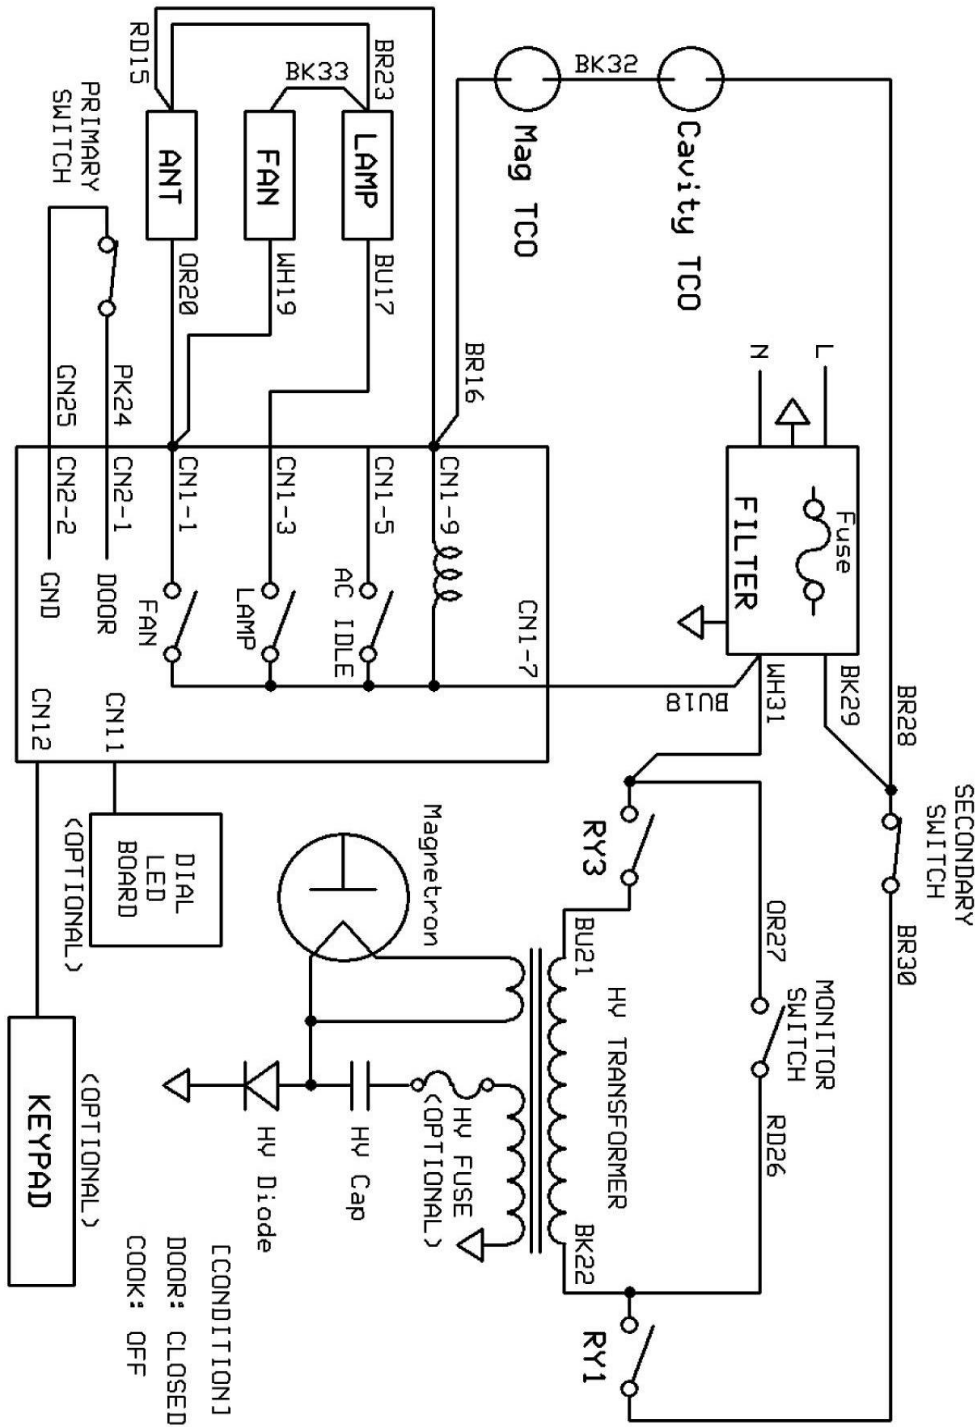 SECONDARY
SWITCH
BR28
BR30
L
Fuse
BK29
MONITOR
SWITCH
N
FILTER
WH31
OR27
RD26
BU18
Cavity TCO
BK32
Mag TCO
RY3
RY1
BU21
HV TRANSFORMER
BK22
BR16
CN1-9
CN1-7
BR23
LAMP
BU17
CN1-5
AC IDLE
BK33
FAN
WH19
CN1-3
LAMP
RD15
ANT
OR20
CN1-1
FAN
Magnetron
HV FUSE
(OPTIONAL)
HV Cap
HV Diode
PRIMARY
SWITCH
PK24
CN2-1
DOOR
GN25
CN2-2
GND
CN11
CN12
DIAL
LED
BOARD
(OPTIONAL)
(OPTIONAL)
KEYPAD
[CONDITION]
DOOR: CLOSED
COOK: OFF